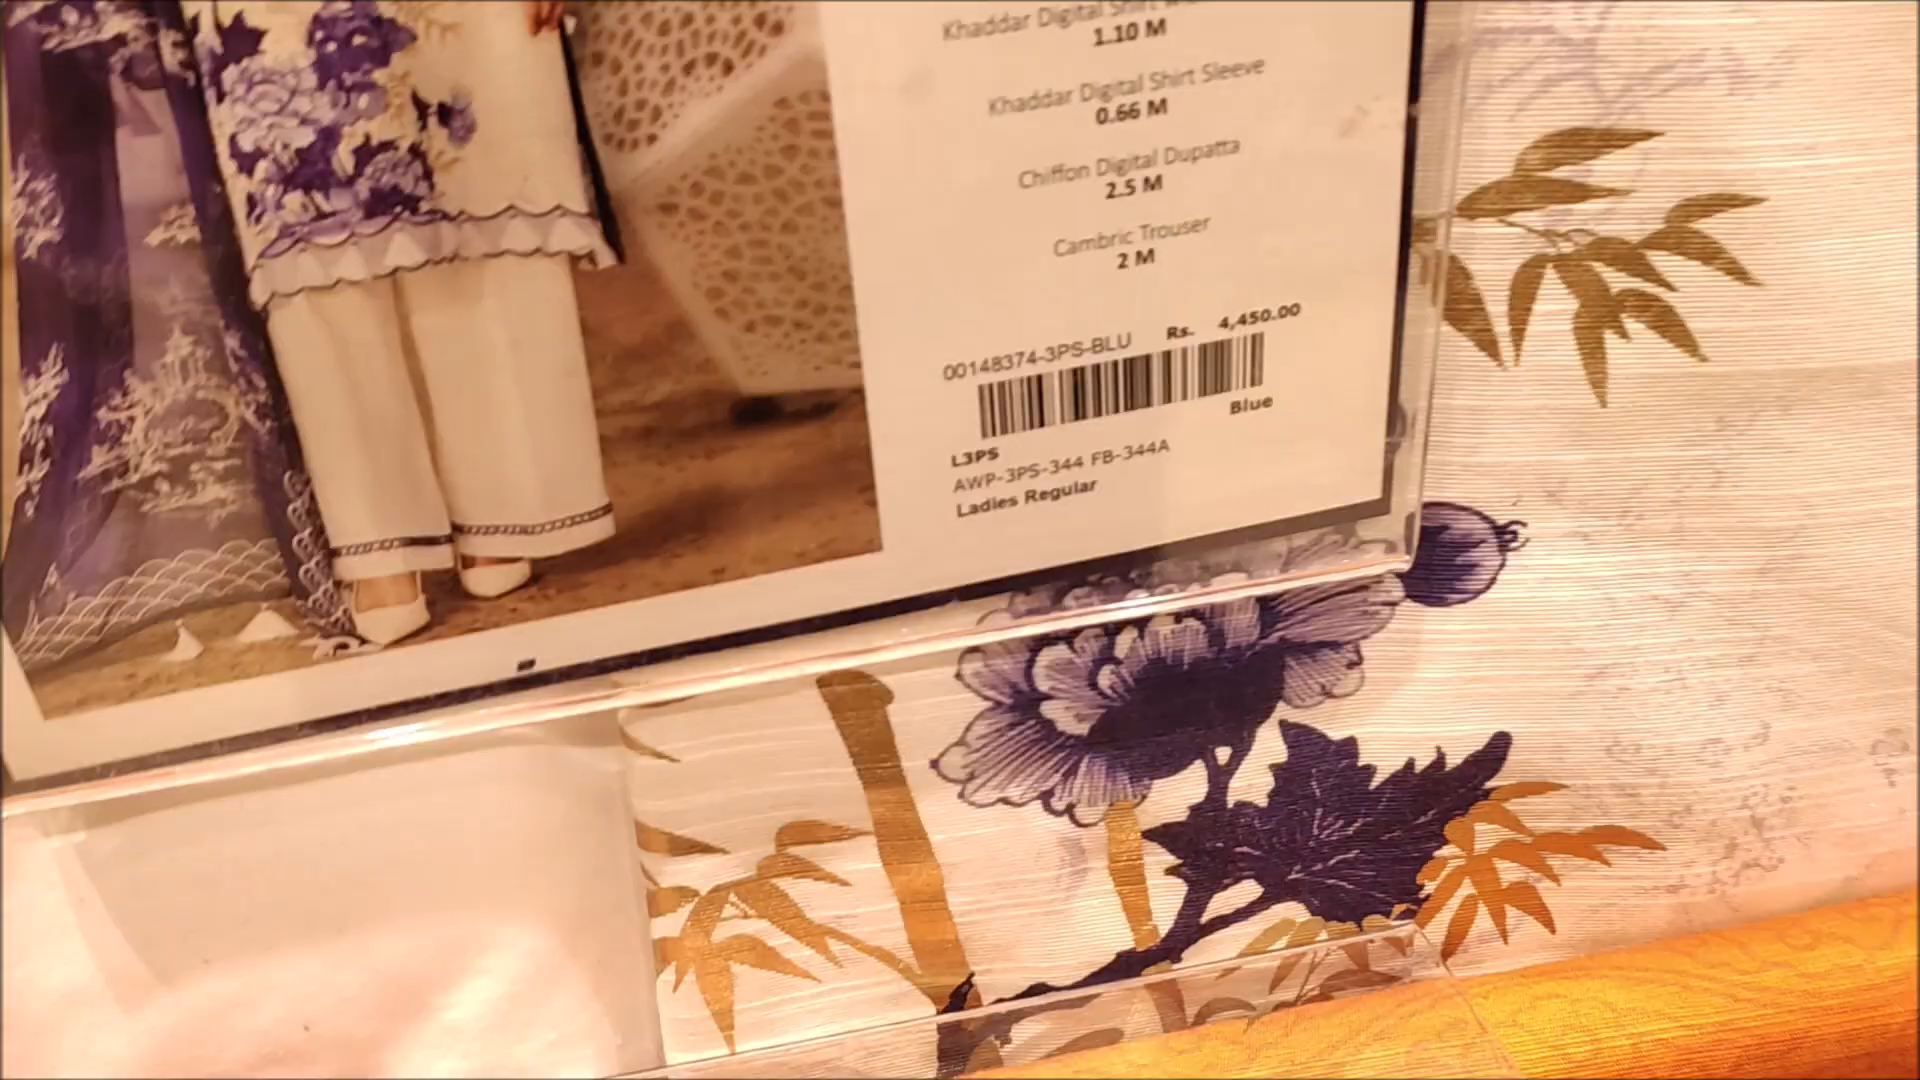 Khaddar Digital Shirt
1.10 M
Khaddar Digital Shirt Sleeve
0.66 M
Chiffon Digital Dupatta
2.5 M
Cambric Trouser
2 M
00148374-3PS-BLU Rs. 4,450.00
Blue
L3PS
AWP-3PS-344 FB-344A
Ladies Regular